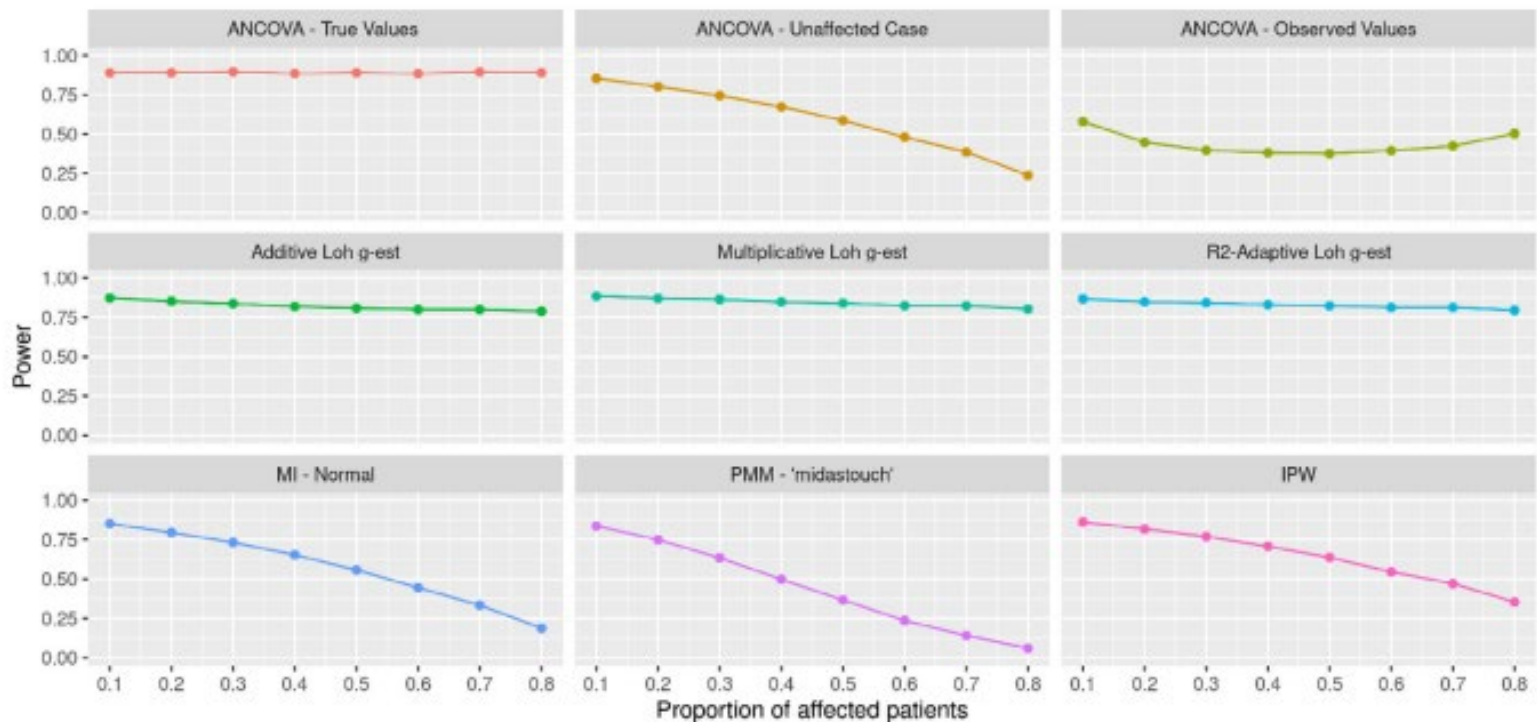 ANCOVA - True Values
ANCOVA - Unaffected Case
ANCOVA - Observed Values
1.00
0.75
0.50
0.25
0.00
Additive Loh g-est
Multiplicative Loh g-est
R2-Adaptive Loh g-est
1.00
0.75
0.50
0.25
0.00
Power
MI - Normal
PMM - 'midastouch'
IPW
1.00
0.75
0.50
0.25
0.00
0.1 0.2 0.3 0.4 0.5 0.6 0.7 0.8
0.1 0.2 0.3 0.4 0.5 0.6 0.7 0.8
0.1 0.2 0.3 0.4 0.5 0.6 0.7 0.8
Proportion of affected patients